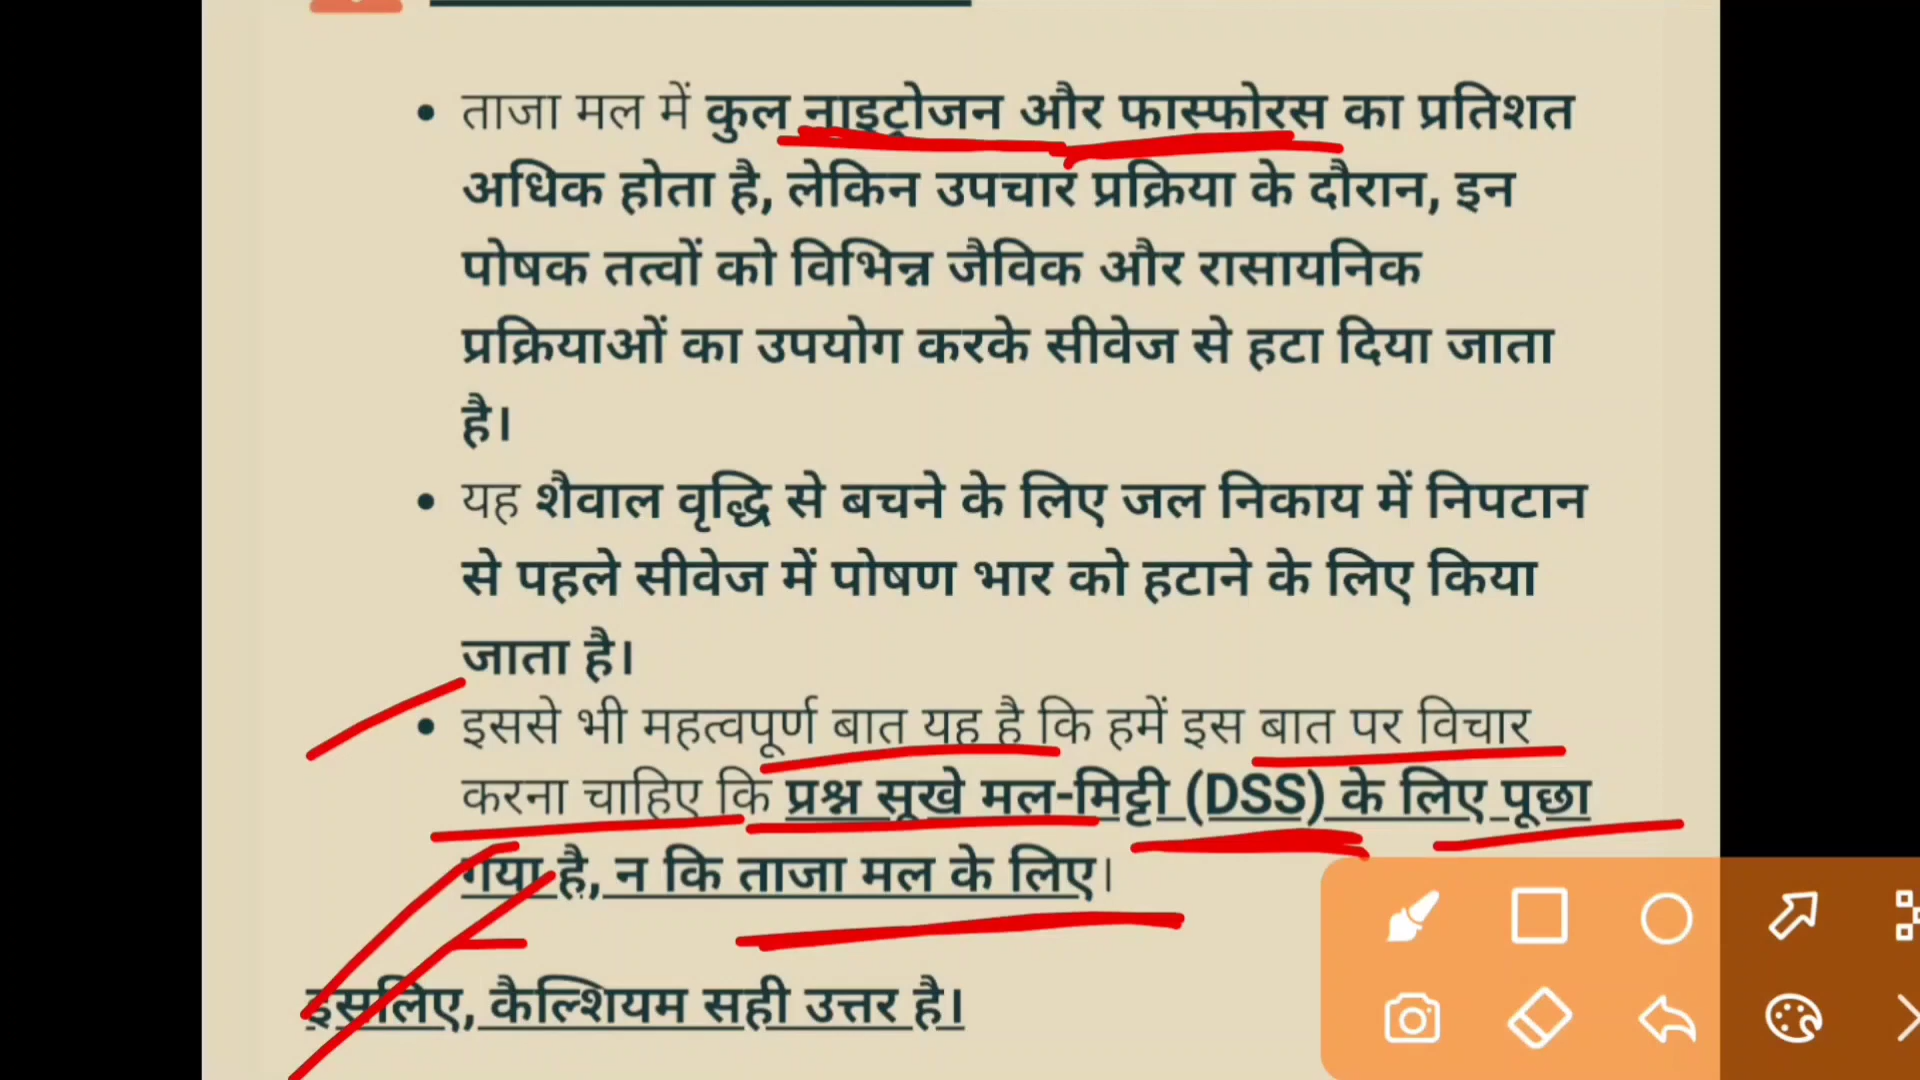 ताजा मल में कुल नाइट्रोजन और फास्फोरस का प्रतिशत
अधिक होता है, लेकिन उपचार प्रक्रिया के दौरान, इन
पोषक तत्वों को विभिन्न जैविक और रासायनिक
प्रक्रियाओं का उपयोग करके सीवेज से हटा दिया जाता
है।
यह शैवाल वृद्धि से बचने के लिए जल निकाय में निपटान
से पहले सीवेज में पोषण भार को हटाने के लिए किया
जाता है।
इससे भी महत्वपूर्ण बात यह है कि हमें इस बात पर विचार
करना चाहिए कि प्रश्न सूखे मल-मिट्टी (DSS) के लिए पूछा
गया है, न कि ताजा मल के लिए।
इसलिए, कैल्शियम सही उत्तर है।